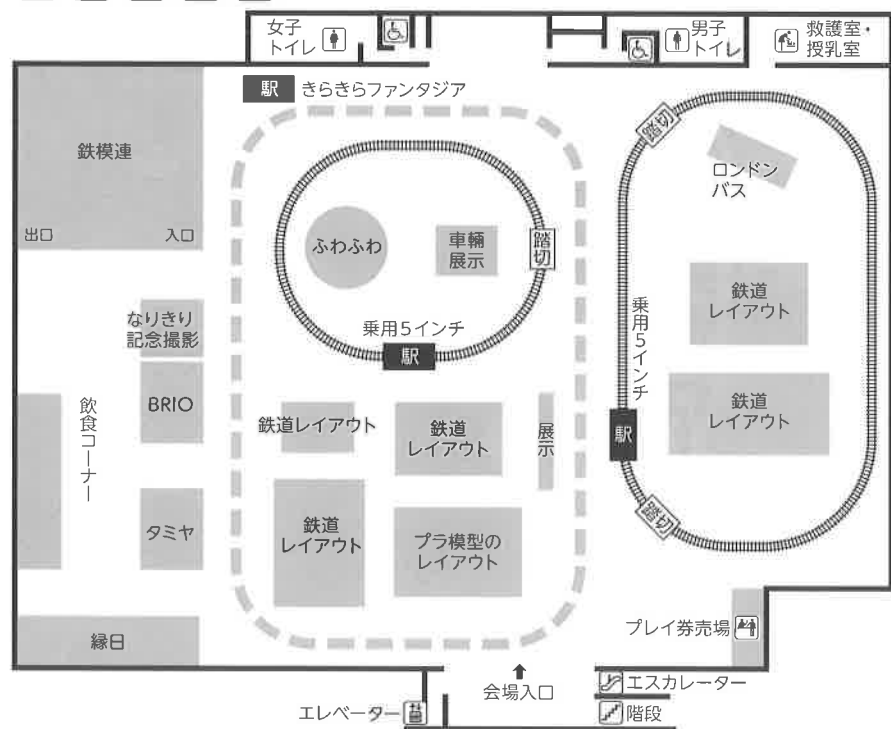 女子
トイレ
男子
トイレ
救護室・
授乳室
駅 きらきらファンタジア
鉄模連
出口
入口
踏切
ロンドン
バス
ふわふわ
車輛
展示
踏切
乗用5インチ
駅
鉄道
レイアウト
乗用5インチ
なりきり
記念撮影
BRIO
飲食コーナー
鉄道レイアウト
鉄道
レイアウト
展示
鉄道
レイアウト
駅
踏切
タミヤ
鉄道
レイアウト
プラ模型の
レイアウト
縁日
プレイ券売場
会場入口
エスカレーター
エレベーター
階段